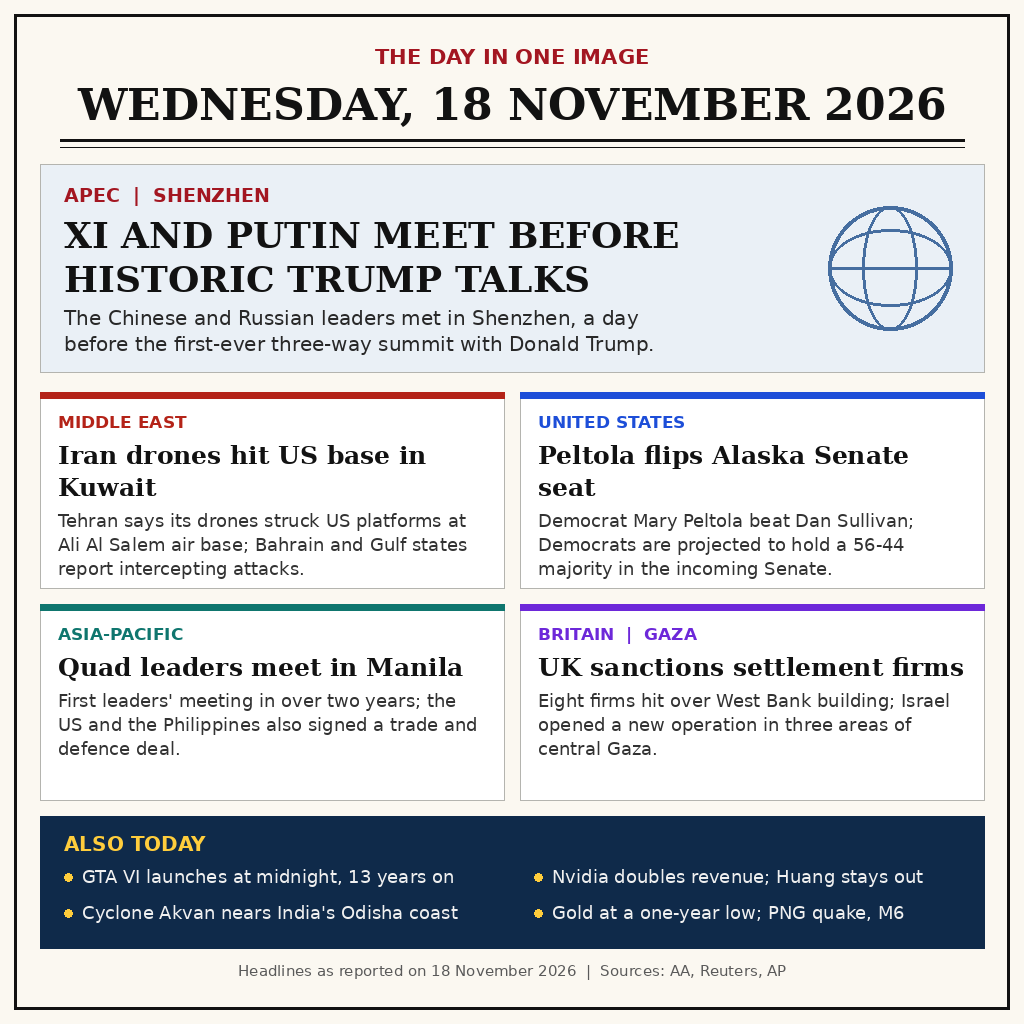 THE DAY IN ONE IMAGE
WEDNESDAY, 18 NOVEMBER 2026
APEC | SHENZHEN
XI AND PUTIN MEET BEFORE
HISTORIC TRUMP TALKS
The Chinese and Russian leaders met in Shenzhen, a day
before the first-ever three-way summit with Donald Trump.
MIDDLE EAST
Iran drones hit US base in
Kuwait
Tehran says its drones struck US platforms at
Ali Al Salem air base; Bahrain and Gulf states
report intercepting attacks.
UNITED STATES
Peltola flips Alaska Senate
seat
Democrat Mary Peltola beat Dan Sullivan;
Democrats are projected to hold a 56-44
majority in the incoming Senate.
ASIA-PACIFIC
Quad leaders meet in Manila
First leaders' meeting in over two years; the
US and the Philippines also signed a trade and
defence deal.
BRITAIN | GAZA
UK sanctions settlement firms
Eight firms hit over West Bank building; Israel
opened a new operation in three areas of
central Gaza.
ALSO TODAY
GTA VI launches at midnight, 13 years on
Cyclone Akvan nears India's Odisha coast
Nvidia doubles revenue; Huang stays out
Gold at a one-year low; PNG quake, M6
Headlines as reported on 18 November 2026 | Sources: AA, Reuters, AP